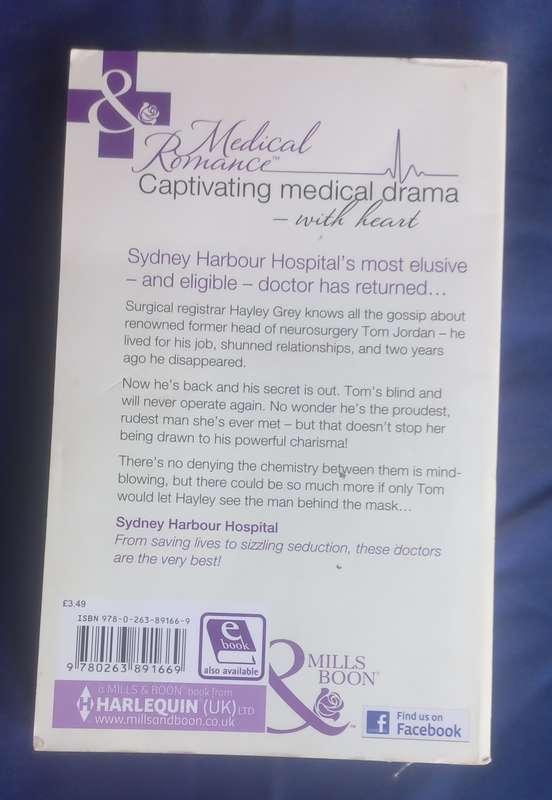 &
Medical
Romance™
Captivating medical drama
– with heart
Sydney Harbour Hospital's most elusive
– and eligible – doctor has returned…
Surgical registrar Hayley Grey knows all the gossip about
renowned former head of neurosurgery Tom Jordan – he
lived for his job, shunned relationships, and two years
ago he disappeared.
Now he's back and his secret is out. Tom's blind and
will never operate again. No wonder he's the proudest,
rudest man she's ever met – but that doesn't stop her
being drawn to his powerful charisma!
There's no denying the chemistry between them is mind-
blowing, but there could be so much more if only Tom
would let Hayley see the man behind the mask…
Sydney Harbour Hospital
From saving lives to sizzling seduction, these doctors
are the very best!
£3.49
ISBN 978-0-263-89166-9
9 780263 891669
e
book
also available
a MILLS & BOON® book from
HARLEQUIN (UK) LTD
www.millsandboon.co.uk
&
MILLS
BOON®
™
f
Find us on
Facebook